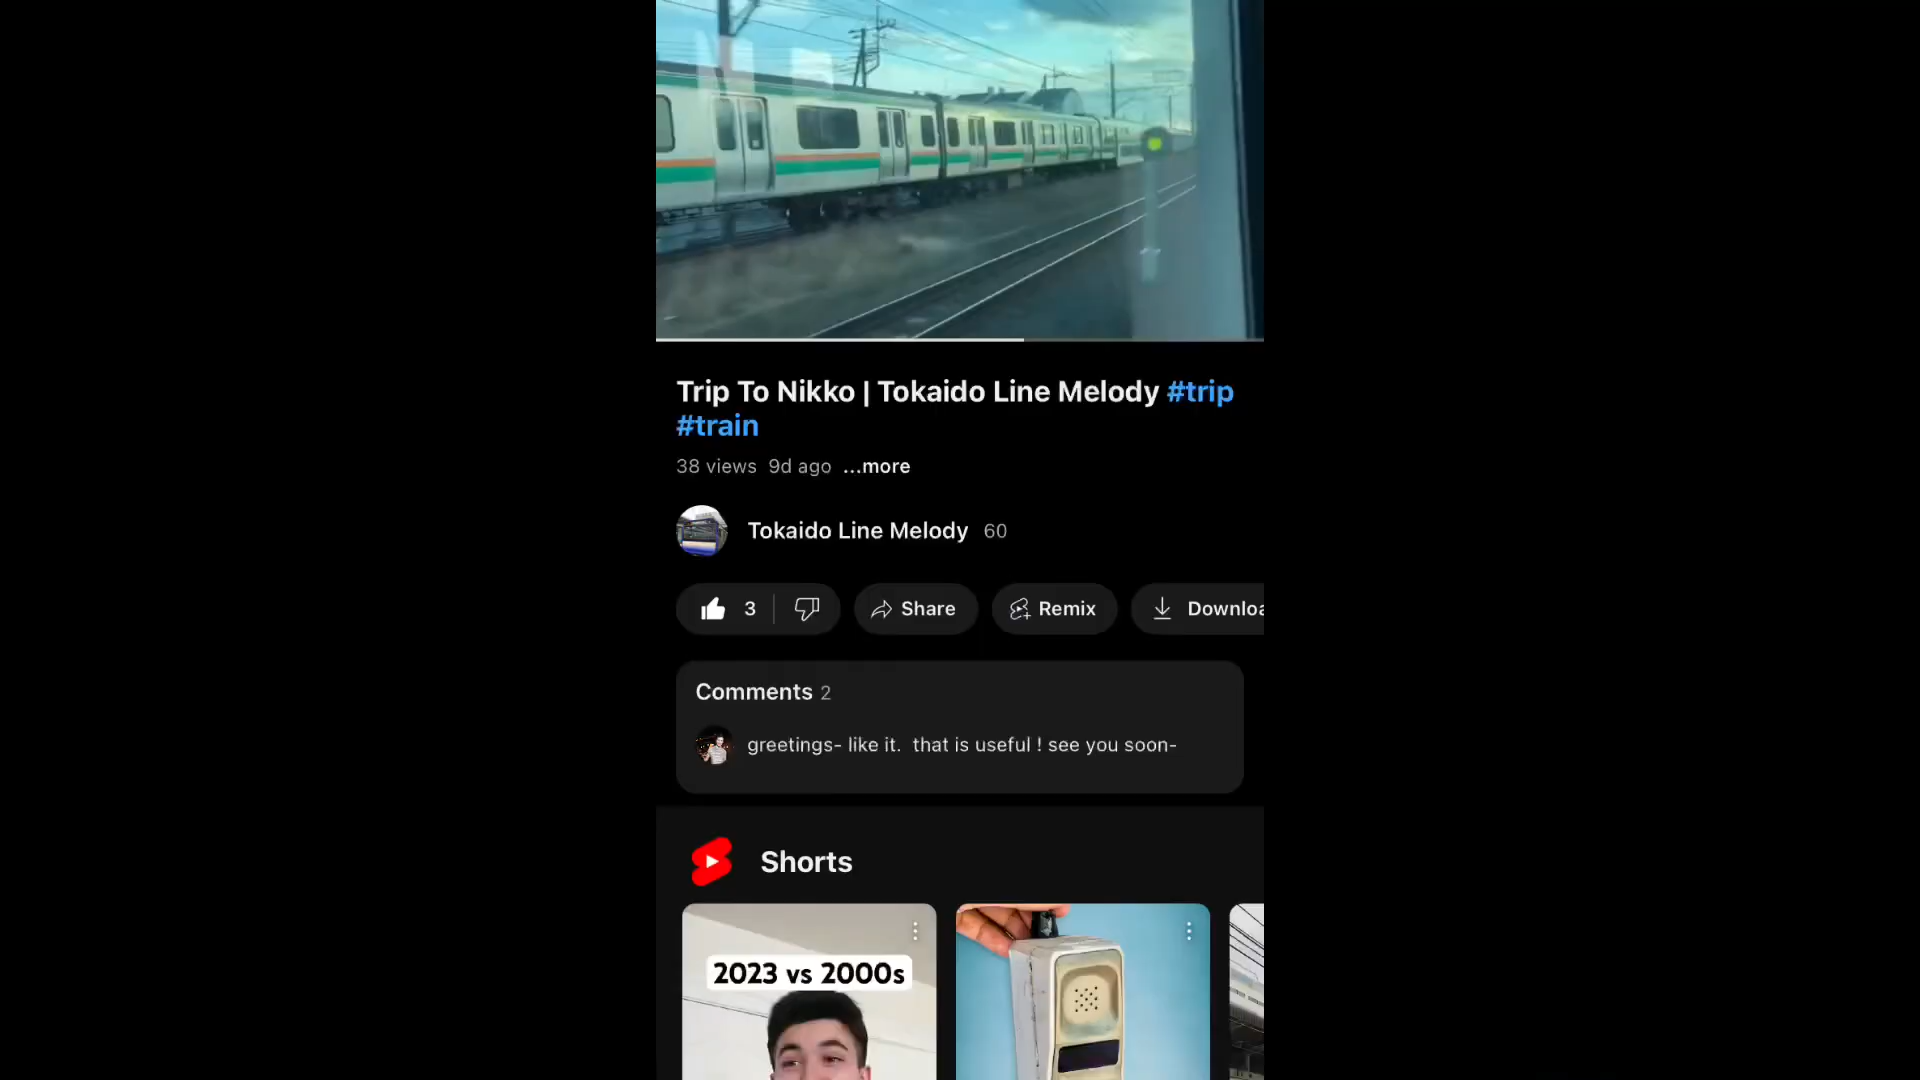 Trip To Nikko | Tokaido Line Melody #trip
#train
38 views 9d ago ...more
Tokaido Line Melody 60
3 Share Remix Downloa
Comments 2
greetings- like it. that is useful ! see you soon-
Shorts
2023 vs 2000s